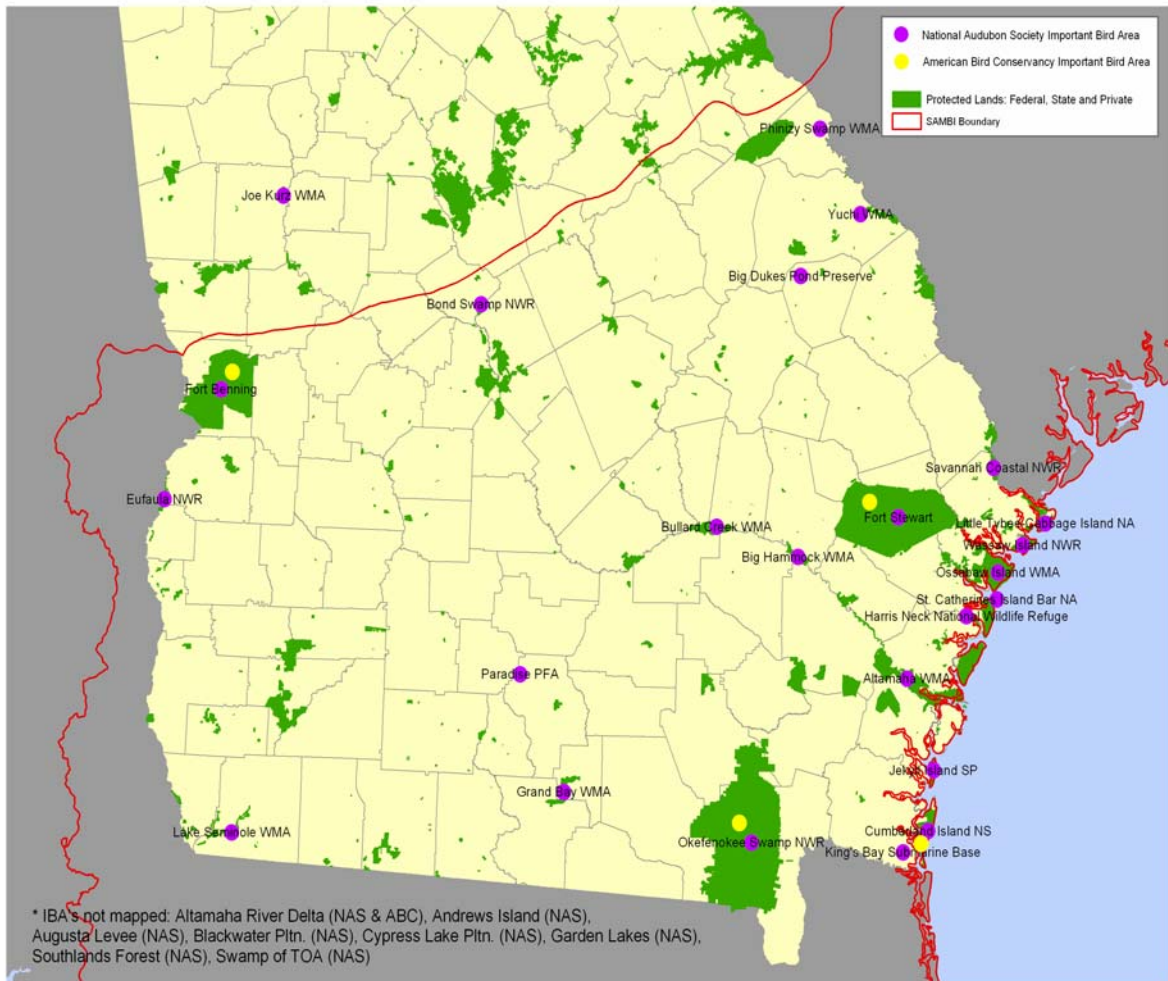 National Audubon Society Important Bird Area
American Bird Conservancy Important Bird Area
Protected Lands: Federal, State and Private
SAMBI Boundary
Phinizy Swamp WMA
Joe Kurz WMA
Yuchi WMA
Big Dukes Pond Preserve
Bond Swamp NWR
Fort Benning
Savannah Coastal NWR
Eufaula NWR
Fort Stewart
Little Tybee-Cabbage Island NA
Bullard Creek WMA
Wassaw Island NWR
Big Hammock WMA
Ossabaw Island WMA
St. Catherines Island Bar NA
Harris Neck National Wildlife Refuge
Paradise PFA
Altamaha WMA
Jekyll Island SP
Grand Bay WMA
Lake Seminole WMA
Cumberland Island NS
Okefenokee Swamp NWR
King's Bay Submarine Base
* IBA's not mapped: Altamaha River Delta (NAS & ABC), Andrews Island (NAS),
Augusta Levee (NAS), Blackwater Pltn. (NAS), Cypress Lake Pltn. (NAS), Garden Lakes (NAS),
Southlands Forest (NAS), Swamp of TOA (NAS)